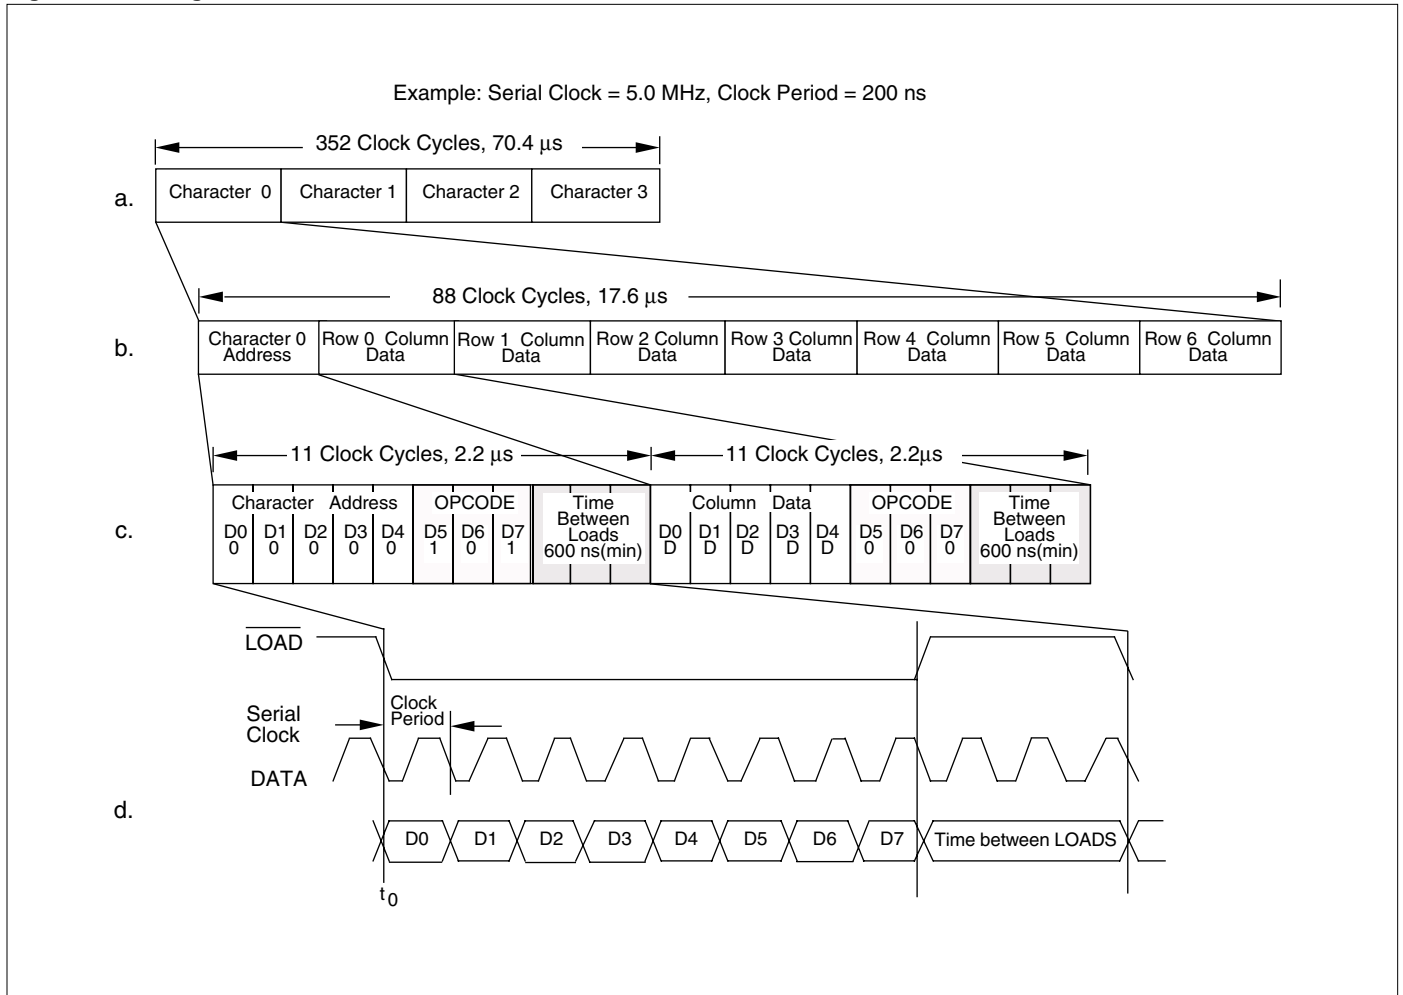 Example: Serial Clock = 5.0 MHz, Clock Period = 200 ns
352 Clock Cycles, 70.4 µs
a.
Character 0 Character 1 Character 2 Character 3
88 Clock Cycles, 17.6 µs
b.
Character 0 Address
Row 0 Column Data
Row 1 Column Data
Row 2 Column Data
Row 3 Column Data
Row 4 Column Data
Row 5 Column Data
Row 6 Column Data
11 Clock Cycles, 2.2 µs
11 Clock Cycles, 2.2µs
c.
Character Address
OPCODE
Time
Between
Loads
600 ns(min)
D0 D1 D2 D3 D4 D5 D6 D7
0 0 0 0 0 1 0 1
Column Data
OPCODE
Time
Between
Loads
600 ns(min)
D0 D1 D2 D3 D4 D5 D6 D7
D D D D D 0 0 0
LOAD
Clock
Period
Serial
Clock
DATA
d.
D0 D1 D2 D3 D4 D5 D6 D7 Time between LOADS
t0